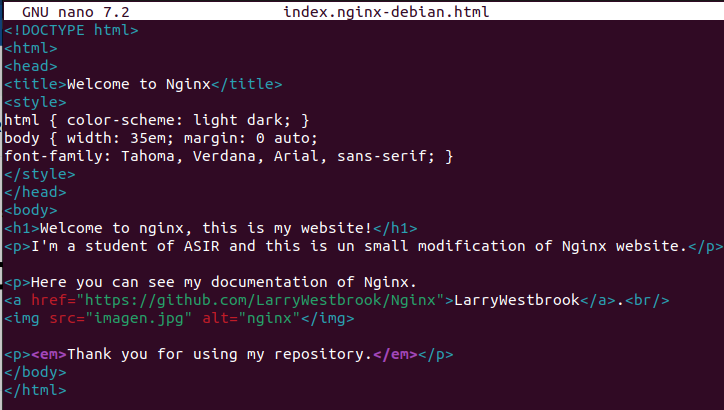 GNU nano 7.2 index.nginx-debian.html
<!DOCTYPE html>
<html>
<head>
<title>Welcome to Nginx</title>
<style>
html { color-scheme: light dark; }
body { width: 35em; margin: 0 auto;
font-family: Tahoma, Verdana, Arial, sans-serif; }
</style>
</head>
<body>
<h1>Welcome to nginx, this is my website!</h1>
<p>I'm a student of ASIR and this is un small modification of Nginx website.</p>
<p>Here you can see my documentation of Nginx.
<a href="https://github.com/LarryWestbrook/Nginx">LarryWestbrook</a>.<br/>
<img src="imagen.jpg" alt="nginx"</img>
<p><em>Thank you for using my repository.</em></p>
</body>
</html>